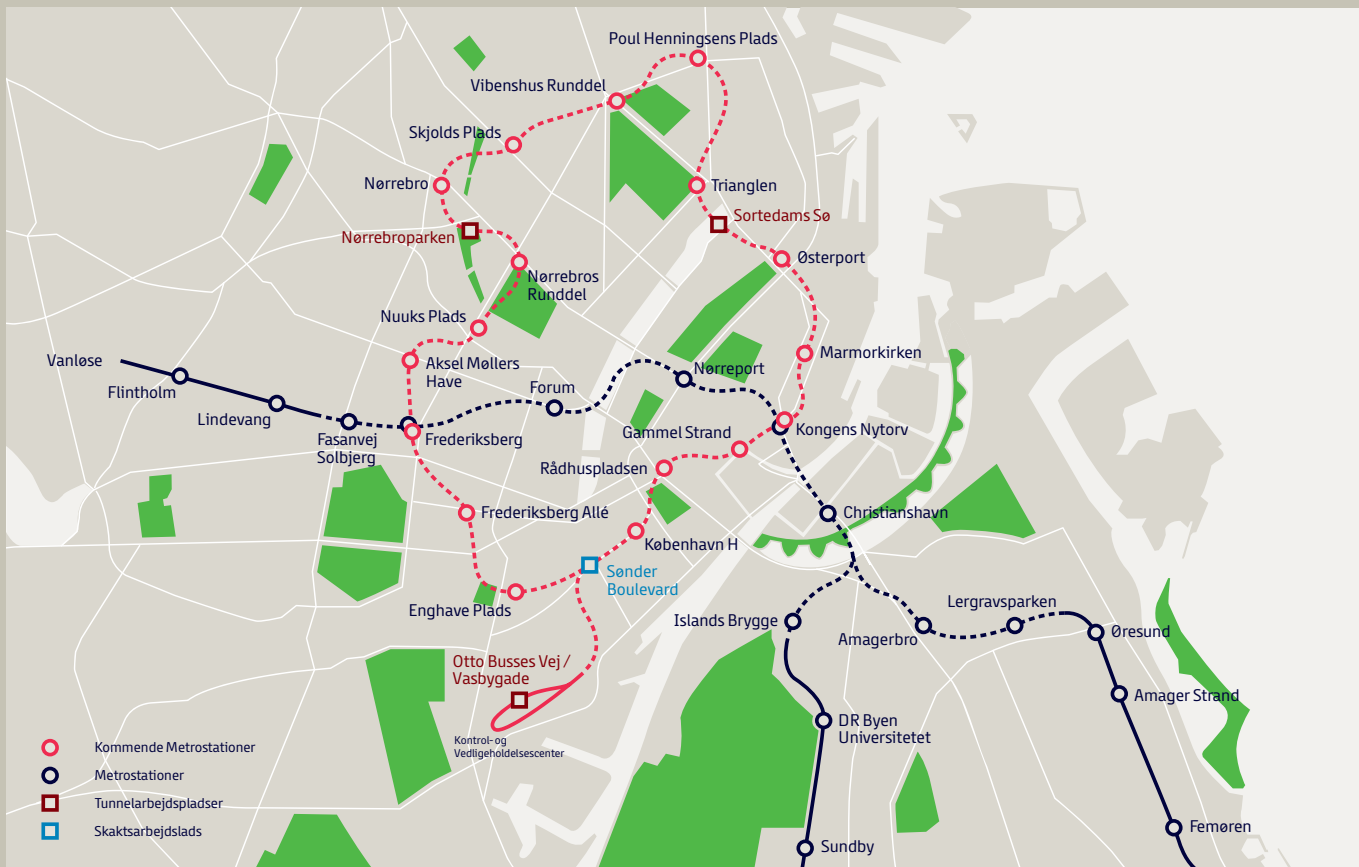 Poul Henningsens Plads
Vibenshus Runddel
Skjolds Plads
Nørrebro
Trianglen
Sortedams Sø
Nørrebroparken
Østerport
Nørrebros
Runddel
Nuuks Plads
Marmorkirken
Vanløse
Aksel Møllers
Have
Flintholm
Nørreport
Forum
Lindevang
Fasanvej
Solbjerg
Frederiksberg
Gammel Strand
Kongens Nytorv
Rådhuspladsen
Frederiksberg Allé
Christianshavn
København H
Sønder
Boulevard
Enghave Plads
Lergravsparken
Islands Brygge
Amagerbro
Øresund
Otto Busses Vej /
Vasbygade
Amager Strand
DR Byen
Universitetet
Kontrol- og
Vedligeholdelsescenter
Kommende Metrostationer
Metrostationer
Tunnelarbejdspladser
Skaktsarbejdslads
Femøren
Sundby